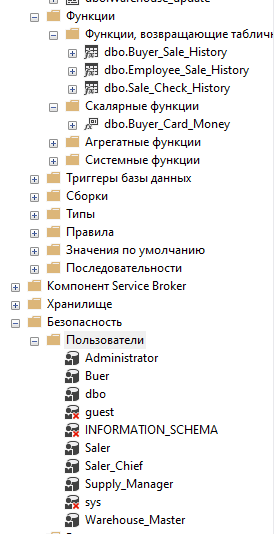 dbo.Warehouse_update
Функции
Функции, возвращающие таблич
dbo.Buyer_Sale_History
dbo.Employee_Sale_History
dbo.Sale_Check_History
Скалярные функции
dbo.Buyer_Card_Money
Агрегатные функции
Системные функции
Триггеры базы данных
Сборки
Типы
Правила
Значения по умолчанию
Последовательности
Компонент Service Broker
Хранилище
Безопасность
Пользователи
Administrator
Buer
dbo
guest
INFORMATION_SCHEMA
Saler
Saler_Chief
Supply_Manager
sys
Warehouse_Master